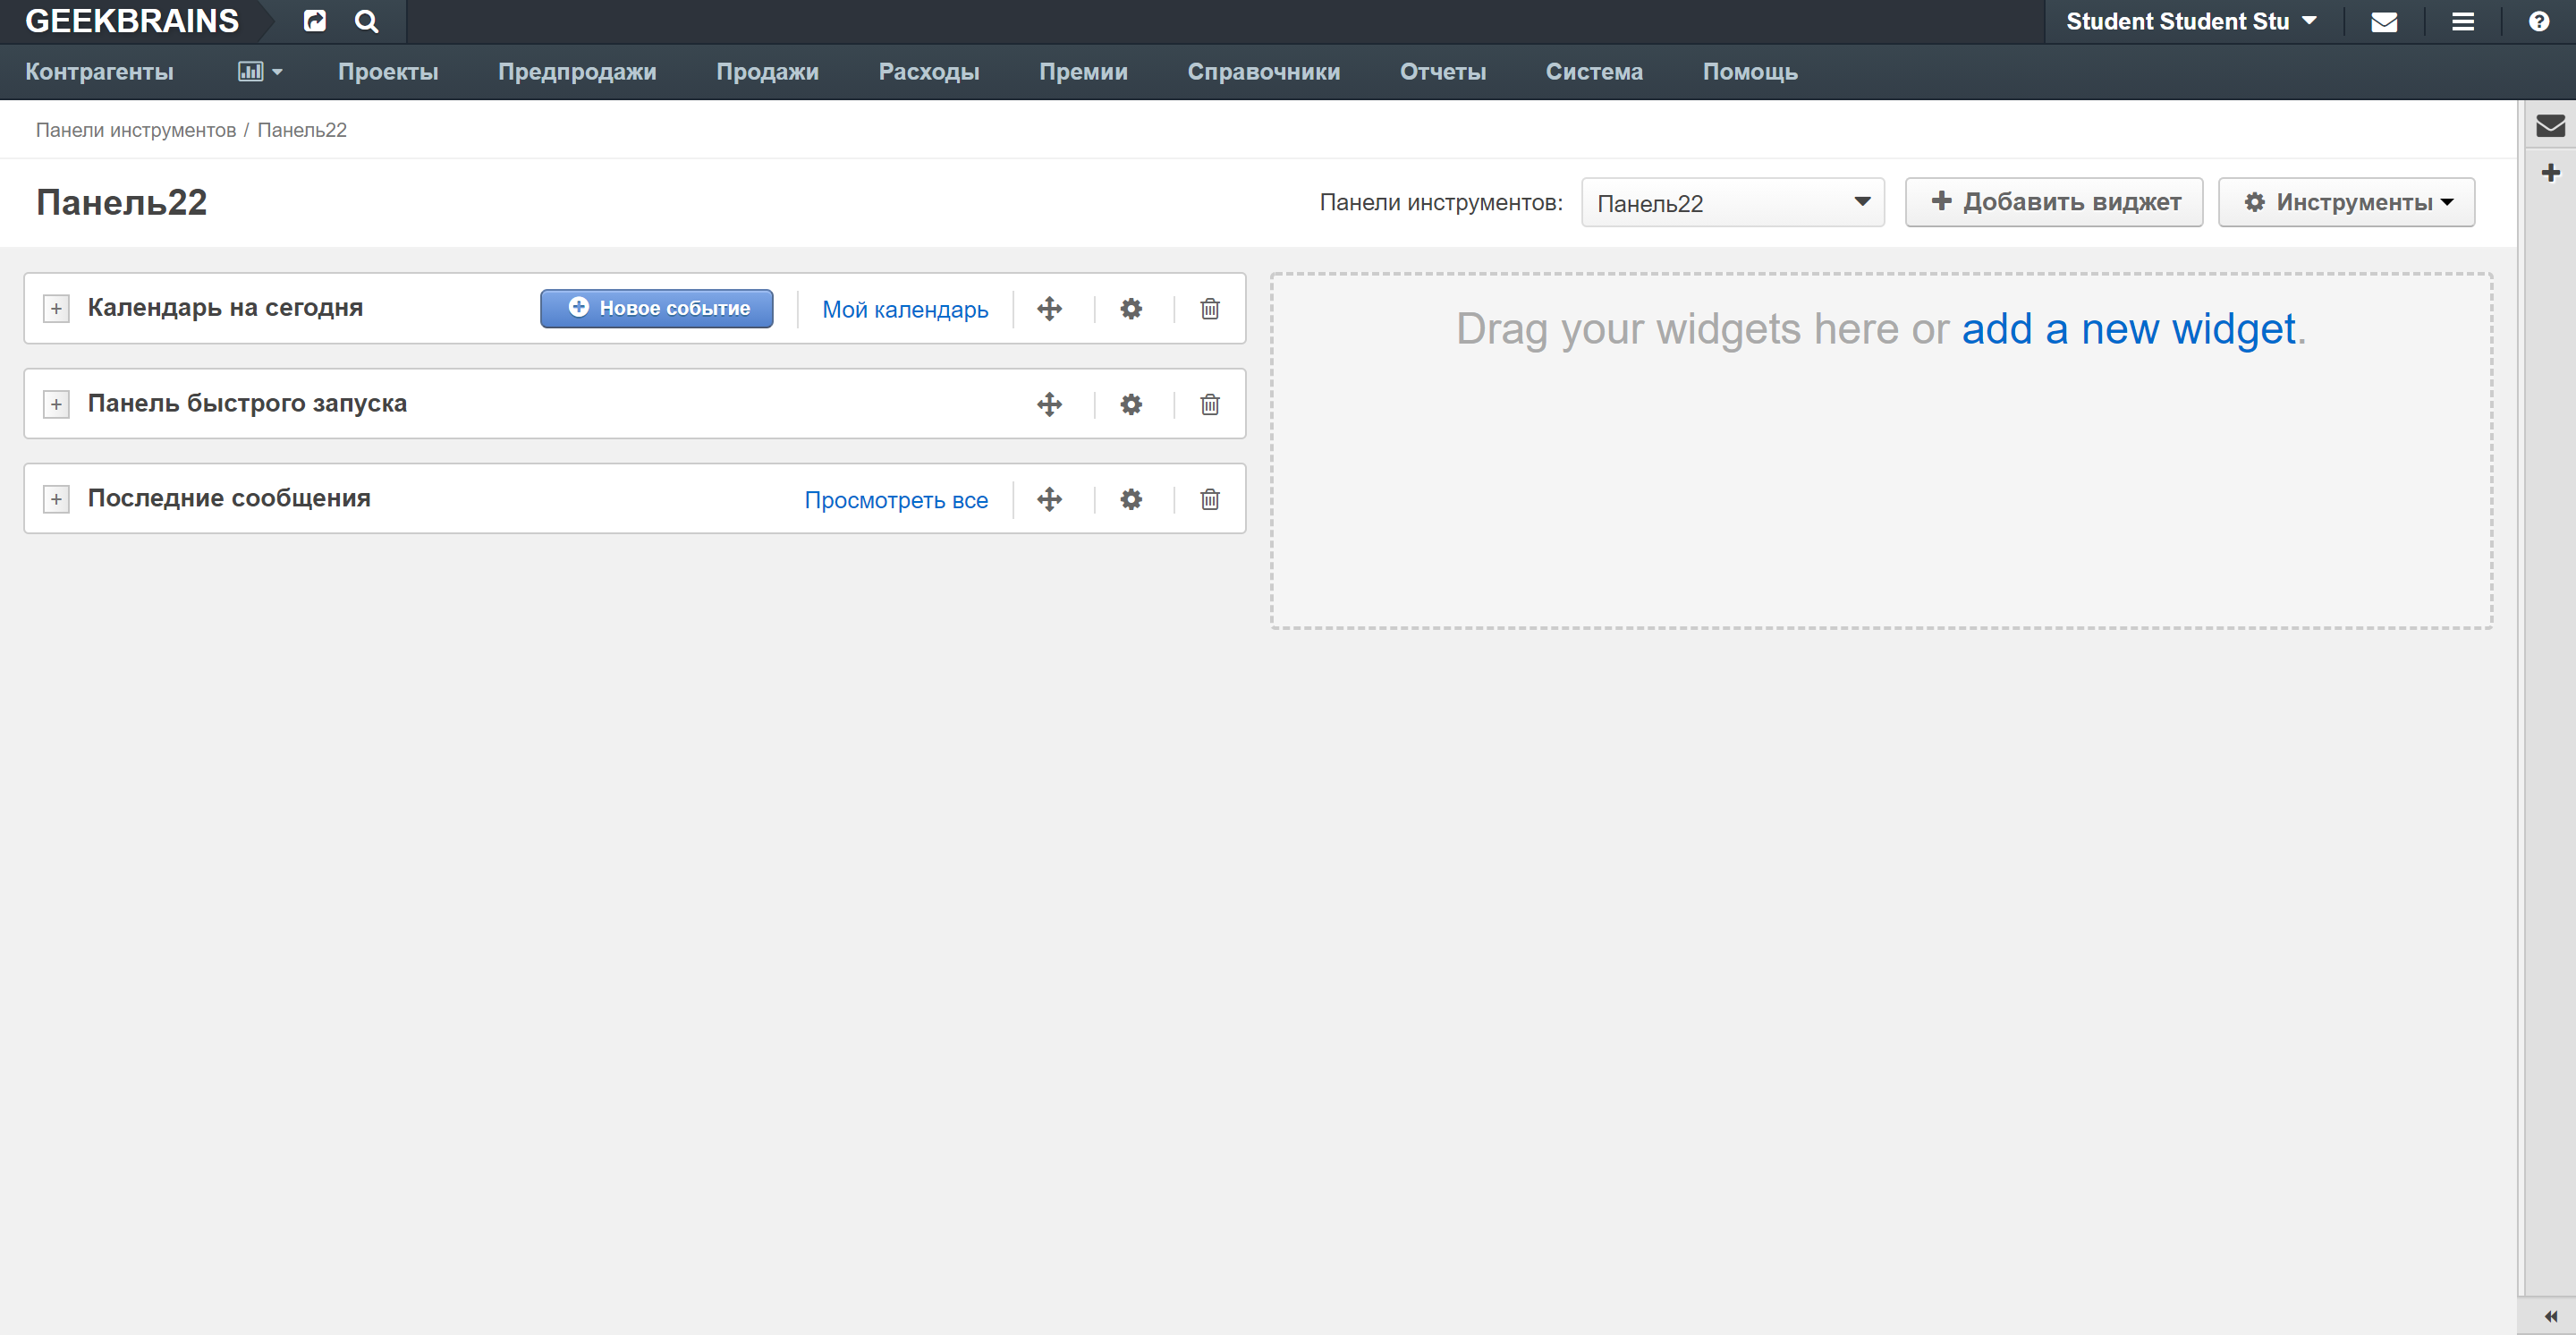 GEEKBRAINS
Student Student Stu
Контрагенты Проекты Предпродажи Продажи Расходы Премии Справочники Отчеты Система Помощь
Панели инструментов / Панель22
Панель22
Панели инструментов: Панель22 Добавить виджет Инструменты
Календарь на сегодня Новое событие Мой календарь
Панель быстрого запуска
Последние сообщения Просмотреть все
Drag your widgets here or add a new widget.